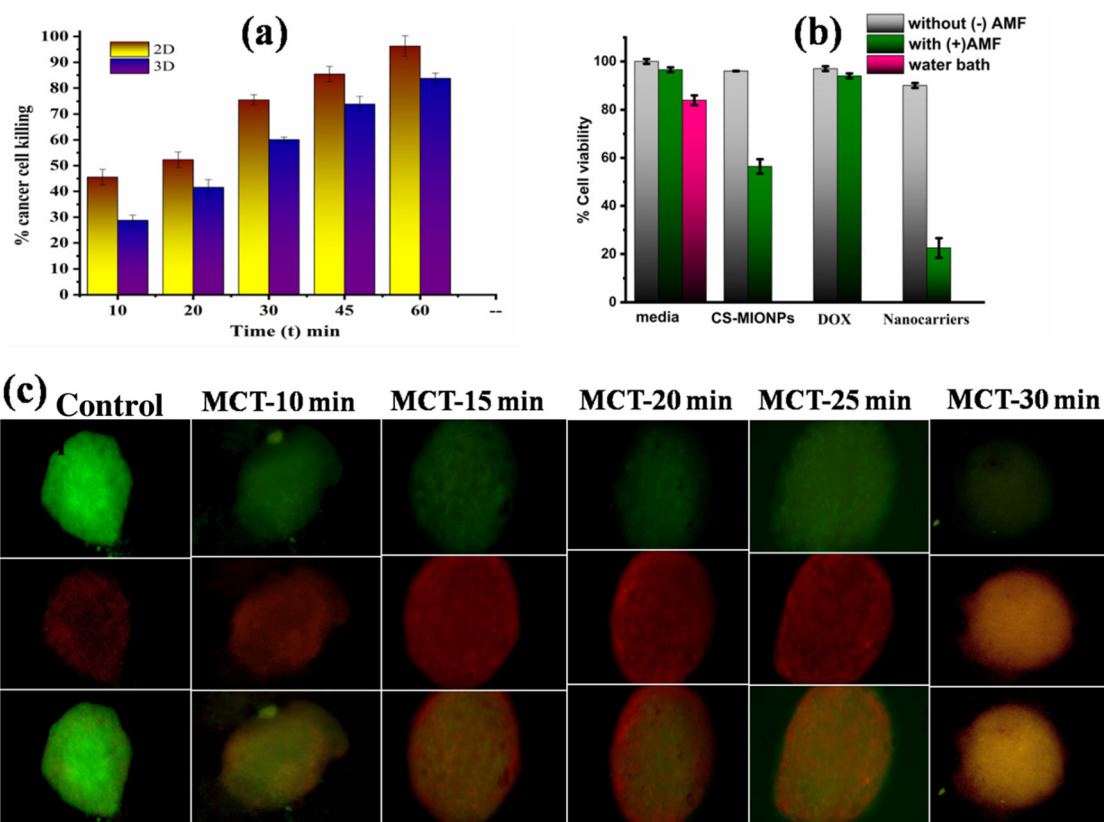 (a)
2D
3D
% cancer cell killing
100
90
80
70
60
50
40
30
20
10
0
10 20 30 45 60 --
Time (t) min
(b)
without (-) AMF
with (+)AMF
water bath
% Cell viability
100
80
60
40
20
0
media CS-MIONPs DOX Nanocarriers
(c) Control MCT-10 min MCT-15 min MCT-20 min MCT-25 min MCT-30 min